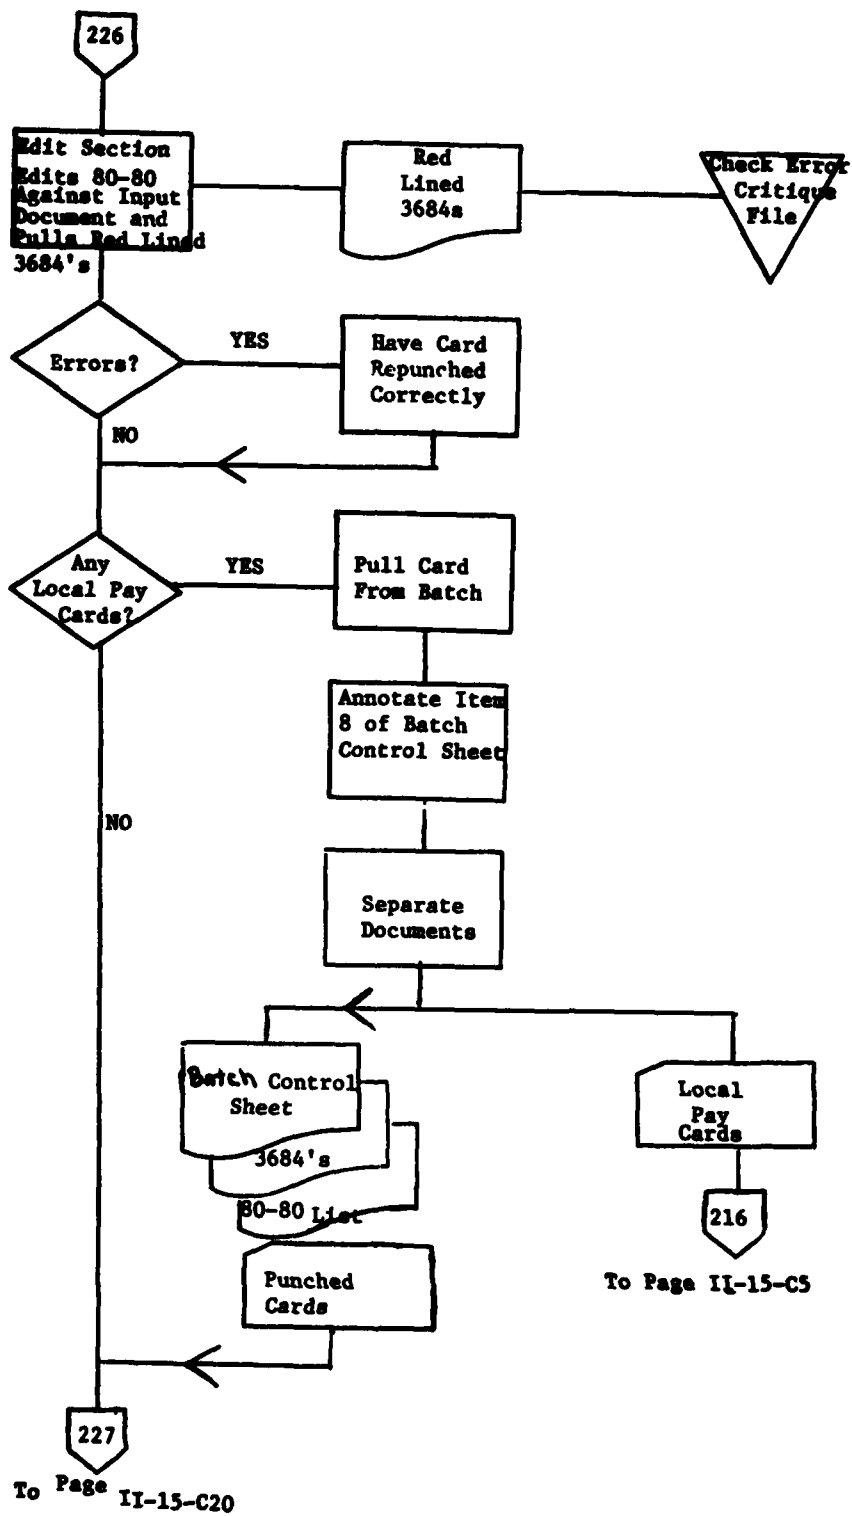 226
Edit Section
Edits 80-80
Against Input
Document and
Pulls Red Lined
3684's
Red
Lined
3684s
Check Error
Critique
File
Errors?
YES
Have Card
Repunched
Correctly
NO
Any
Local Pay
Cards?
YES
Pull Card
From Batch
Annotate Item
8 of Batch
Control Sheet
NO
Separate
Documents
Batch Control
Sheet
3684's
80-80 List
Punched
Cards
Local
Pay
Cards
216
To Page II-15-C5
227
To Page II-15-C20